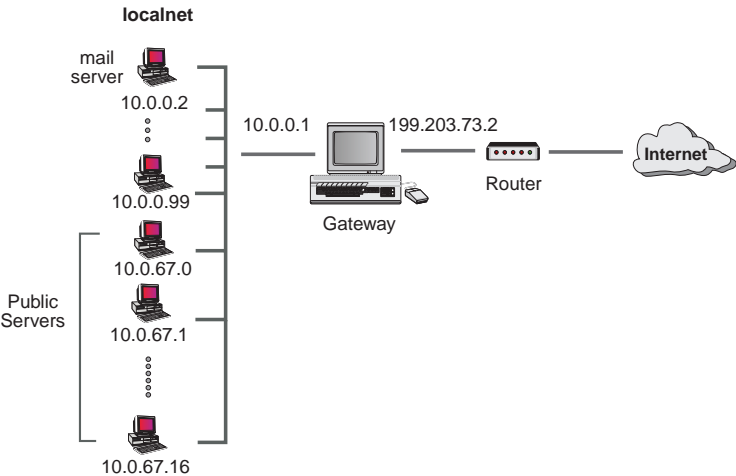 localnet
mail
server
10.0.0.2
10.0.0.1
199.203.73.2
Internet
Router
10.0.0.99
Gateway
10.0.67.0
Public
Servers
10.0.67.1
10.0.67.16